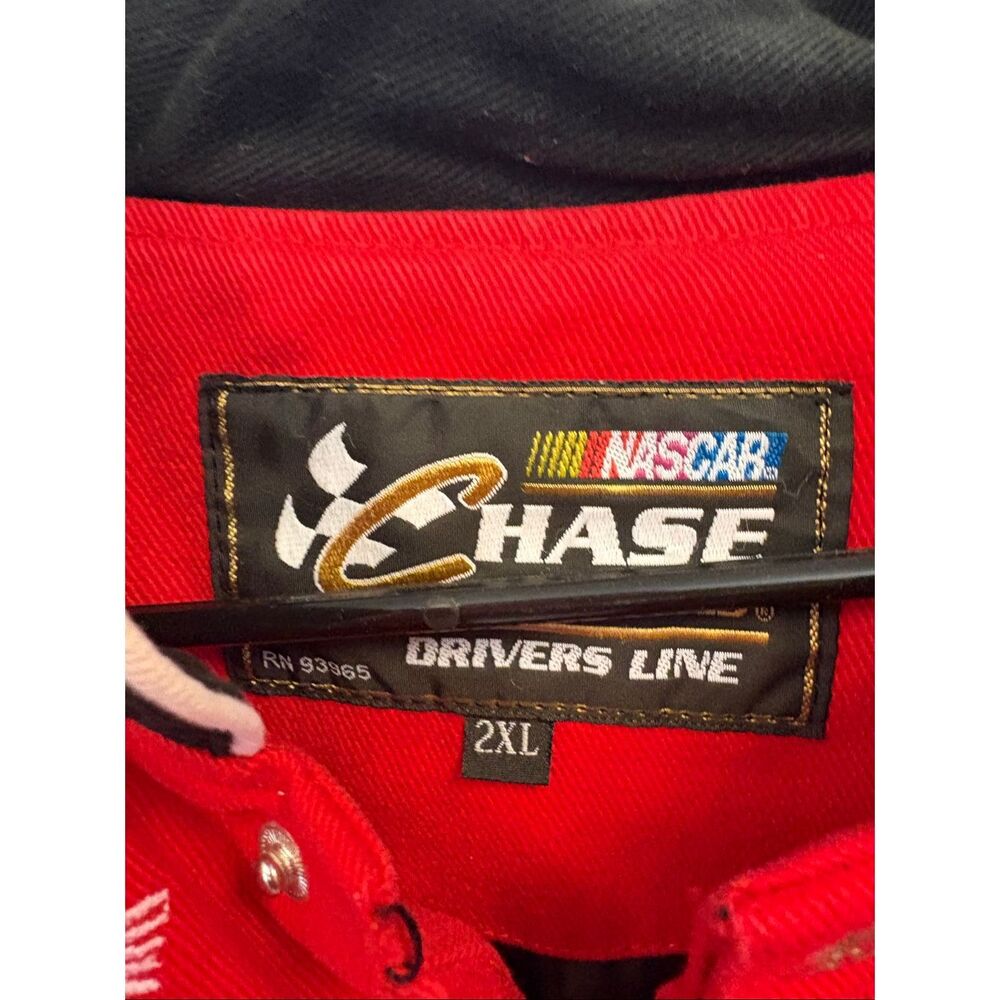 NASCAR
CHASE
®
DRIVERS LINE
RN 93965
2XL